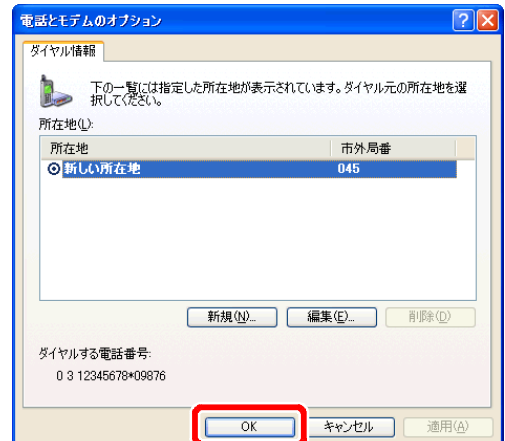 電話とモデムのオプション
ダイヤル情報
下の一覧には指定した所在地が表示されています。ダイヤル元の所在地を選
択してください。
所在地(L):
所在地 市外局番
新しい所在地 045
新規(N)... 編集(E)... 削除(D)
ダイヤルする電話番号:
0 3 12345678*09876
OK キャンセル 適用(A)